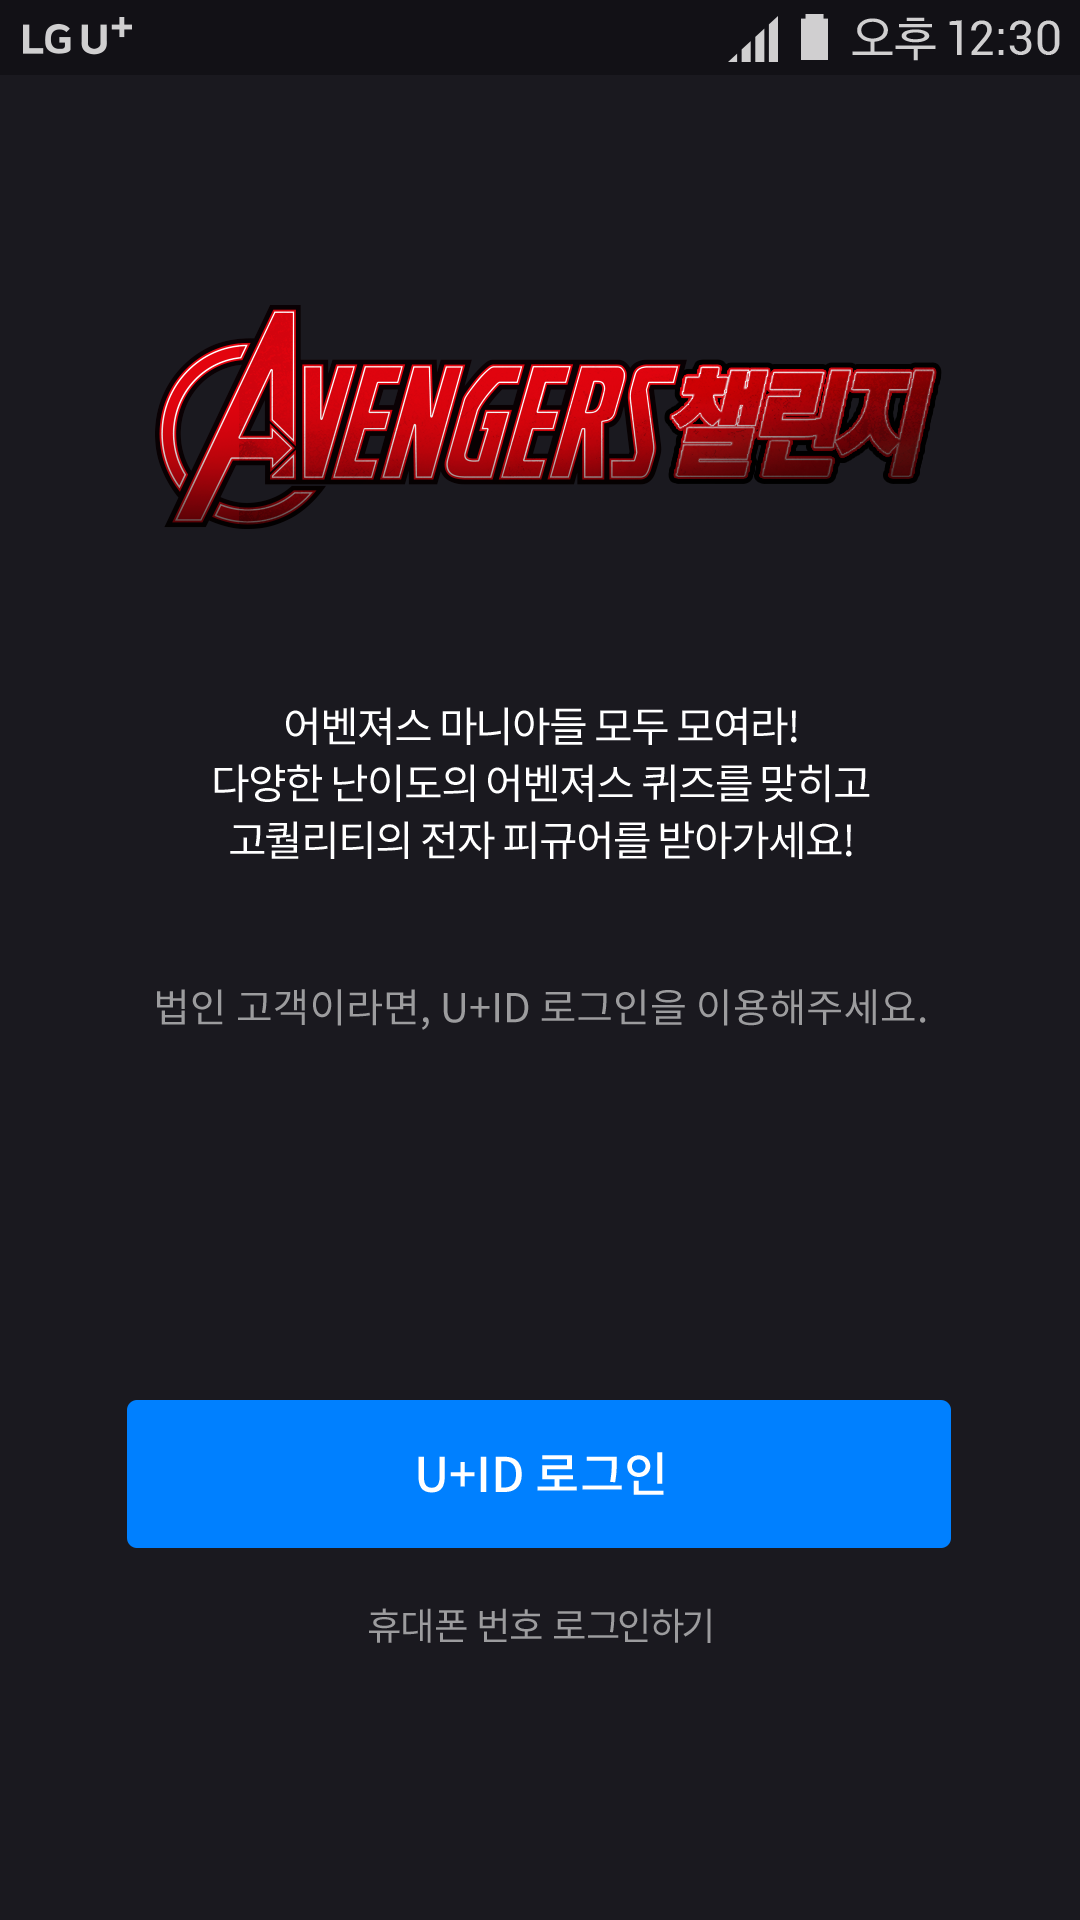 LG U+ 오후 12:30
AVENGERS 챌린지
어벤져스 마니아들 모두 모여라!
다양한 난이도의 어벤져스 퀴즈를 맞히고
고퀄리티의 전자 피규어를 받아가세요!
법인 고객이라면, U+ID 로그인을 이용해주세요.
U+ID 로그인
휴대폰 번호 로그인하기